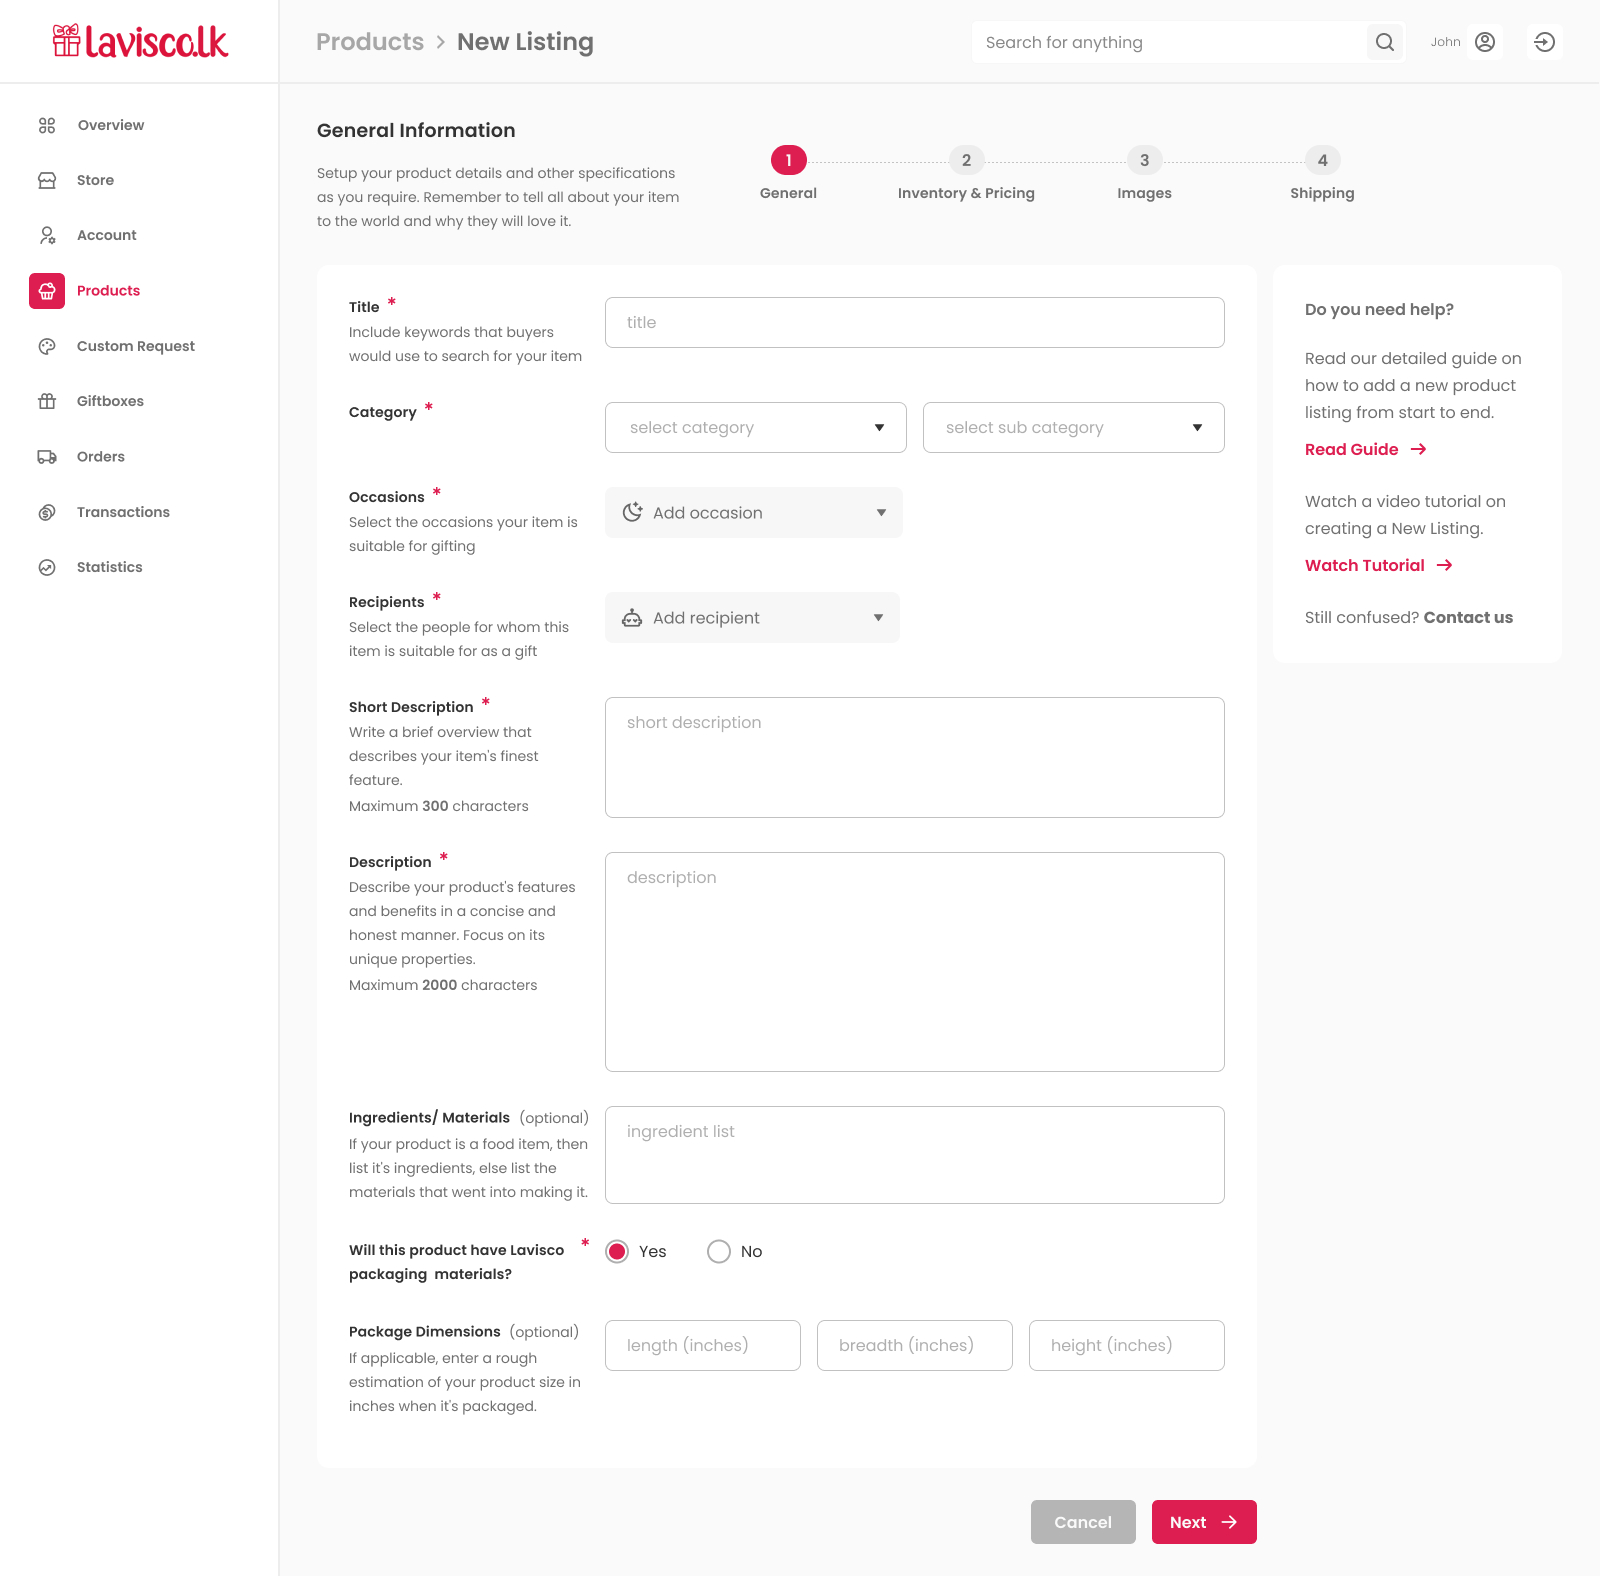 Lavisco.lk
Products > New Listing
Search for anything
John
Overview
Store
Account
Products
Custom Request
Giftboxes
Orders
Transactions
Statistics
General Information
Setup your product details and other specifications
as you require. Remember to tell all about your item
to the world and why they will love it.
1
General
2
Inventory & Pricing
3
Images
4
Shipping
Title *
Include keywords that buyers
would use to search for your item
title
Category *
select category
select sub category
Occasions *
Select the occasions your item is
suitable for gifting
Add occasion
Recipients *
Select the people for whom this
item is suitable for as a gift
Add recipient
Short Description *
Write a brief overview that
describes your item's finest
feature.
Maximum 300 characters
short description
Description *
Describe your product's features
and benefits in a concise and
honest manner. Focus on its
unique properties.
Maximum 2000 characters
description
Ingredients/ Materials (optional)
If your product is a food item, then
list it's ingredients, else list the
materials that went into making it.
ingredient list
Will this product have Lavisco *
packaging materials?
Yes
No
Package Dimensions (optional)
If applicable, enter a rough
estimation of your product size in
inches when it's packaged.
length (inches)
breadth (inches)
height (inches)
Do you need help?
Read our detailed guide on
how to add a new product
listing from start to end.
Read Guide →
Watch a video tutorial on
creating a New Listing.
Watch Tutorial →
Still confused? Contact us
Cancel
Next →